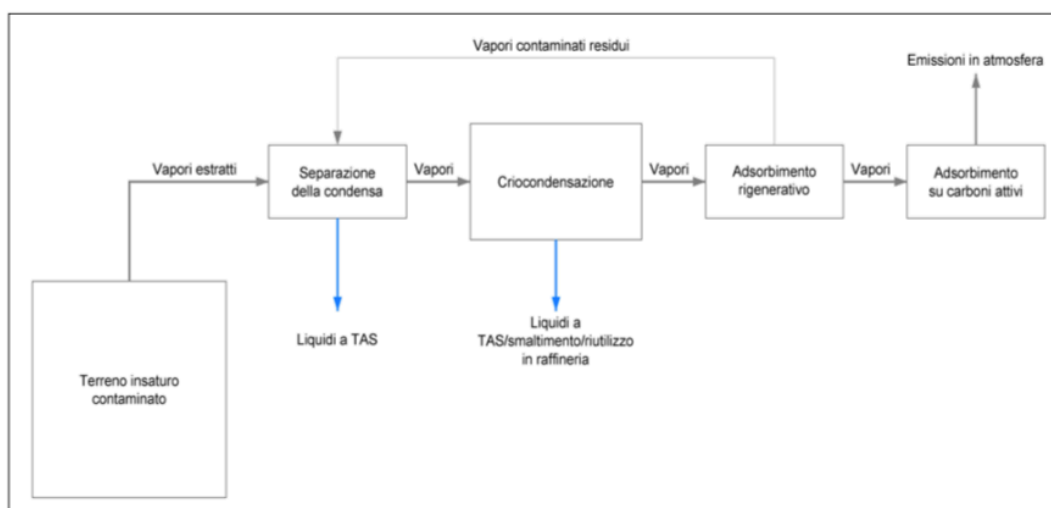 Vapori contaminati residui
Emissioni in atmosfera
Vapori estratti
Separazione
della condensa
Vapori
Criocondensazione
Vapori
Adsorbimento
rigenerativo
Vapori
Adsorbimento
su carboni attivi
Liquidi a TAS
Liquidi a
TAS/smaltimento/riutilizzo
in raffineria
Terreno insaturo
contaminato